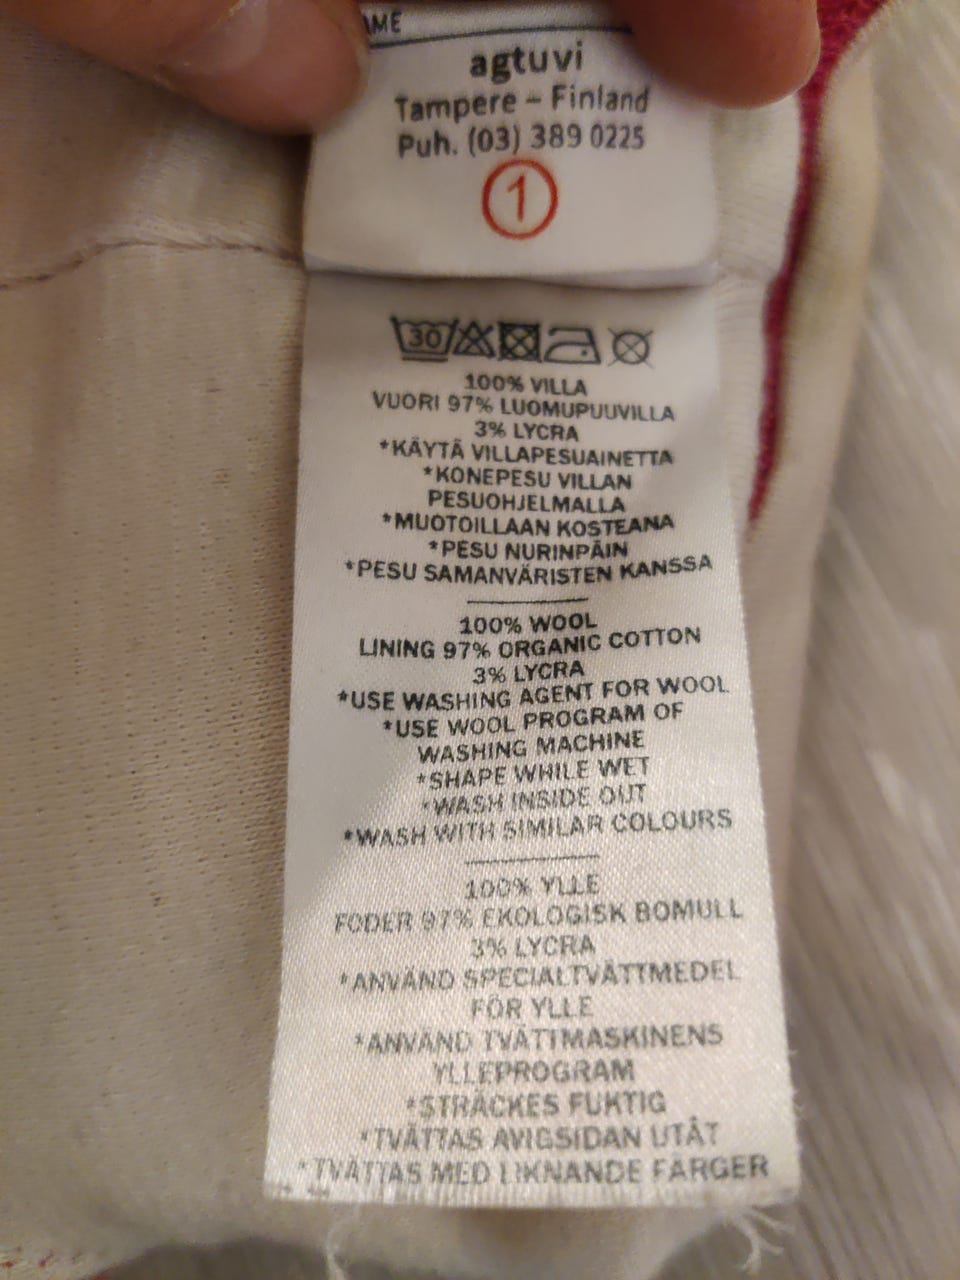 AME
agtuvi
Tampere – Finland
Puh. (03) 389 0225
1
30
100% VILLA
VUORI 97% LUOMUPUUVILLA
3% LYCRA
*KÄYTÄ VILLAPESUAINETTA
*KONEPESU VILLAN
PESUOHJELMALLA
*MUOTOILLAAN KOSTEANA
*PESU NURINPÄIN
*PESU SAMANVÄRISTEN KANSSA
100% WOOL
LINING 97% ORGANIC COTTON
3% LYCRA
*USE WASHING AGENT FOR WOOL
*USE WOOL PROGRAM OF
WASHING MACHINE
*SHAPE WHILE WET
*WASH INSIDE OUT
*WASH WITH SIMILAR COLOURS
100% YLLE
FODER 97% EKOLOGISK BOMULL
3% LYCRA
*ANVÄND SPECIALTVÄTTMEDEL
FÖR YLLE
*ANVÄND TVÄTTMASKINENS
YLLEPROGRAM
*STRÄCKES FUKTIG
*TVÄTTAS AVIGSIDAN UTÅT
*TVÄTTAS MED LIKNANDE FÄRGER